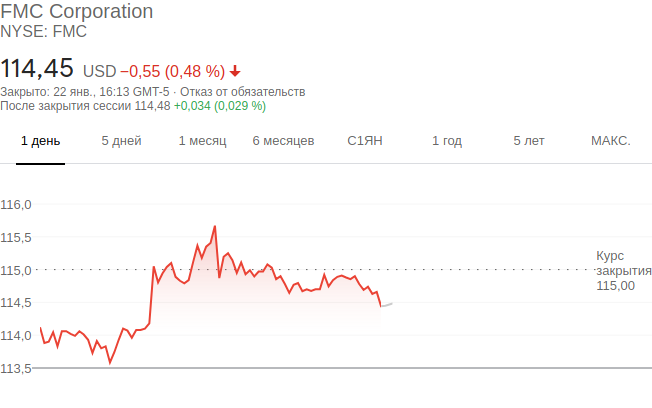 FMC Corporation
NYSE: FMC
114,45 USD −0,55 (0,48 %)
Закрыто: 22 янв., 16:13 GMT-5 · Отказ от обязательств
После закрытия сессии 114,48 +0,034 (0,029 %)
1 день 5 дней 1 месяц 6 месяцев С1ЯН 1 год 5 лет МАКС.
116,0
115,5
115,0
114,5
114,0
113,5
Курс
закрытия
115,00